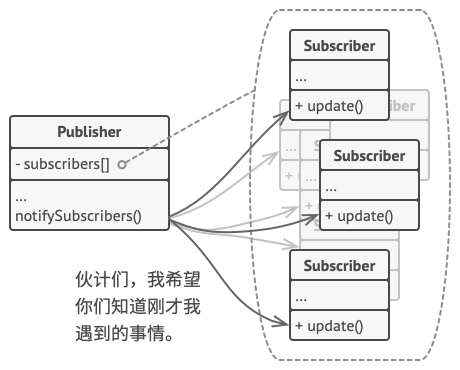 Subscriber
...
+ update()
Publisher
- subscribers[]
...
notifySubscribers()
Subscriber
...
+ update()
Subscriber
...
+ update()
伙计们，我希望
你们知道刚才我
遇到的事情。